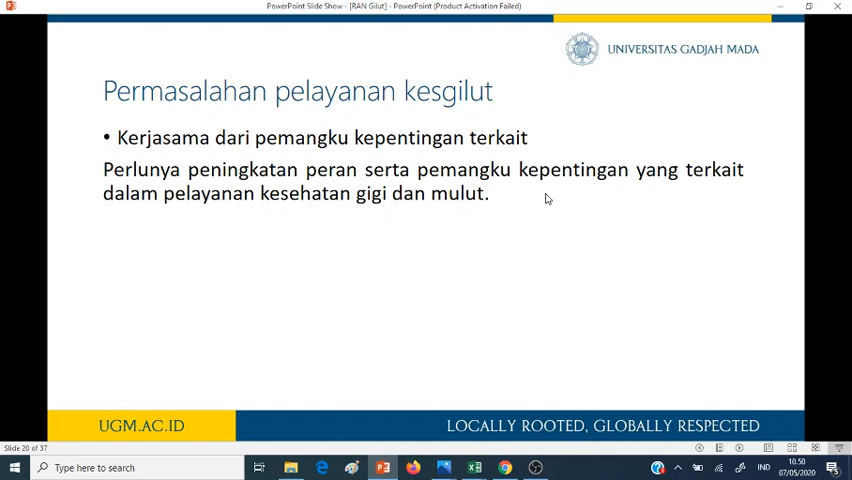 PowerPoint Slide Show - [RAN Gilut] - PowerPoint (Product Activation Failed)
UNIVERSITAS GADJAH MADA
Permasalahan pelayanan kesgilut
• Kerjasama dari pemangku kepentingan terkait
Perlunya peningkatan peran serta pemangku kepentingan yang terkait
dalam pelayanan kesehatan gigi dan mulut.
UGM.AC.ID
LOCALLY ROOTED, GLOBALLY RESPECTED
Slide 20 of 37
Type here to search
IND
10.50
07/05/2020
5